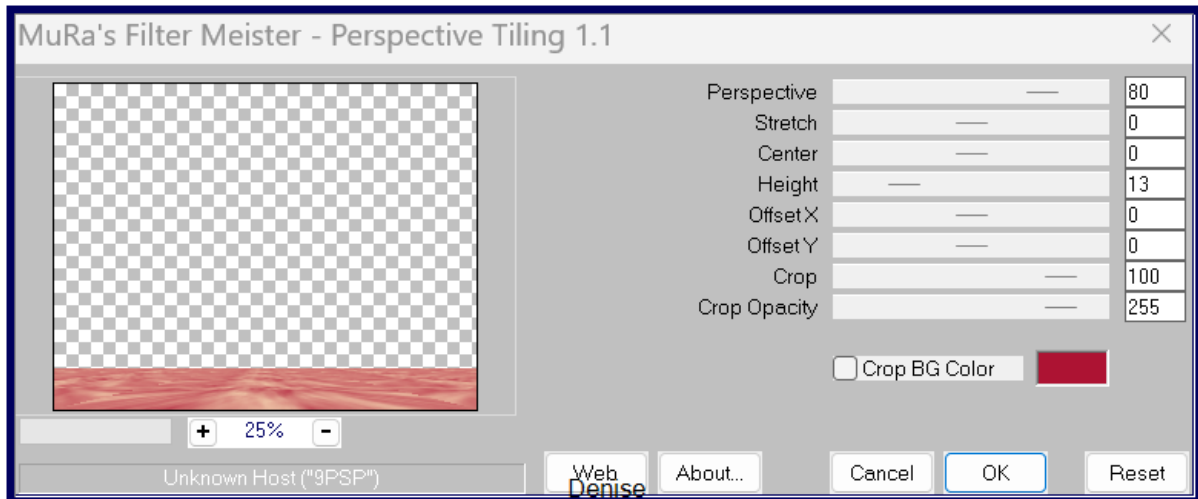 MuRa's Filter Meister - Perspective Tiling 1.1
Perspective 80
Stretch 0
Center 0
Height 13
Offset X 0
Offset Y 0
Crop 100
Crop Opacity 255
Crop BG Color
+ 25% -
Unknown Host ("9PSP")
Web About... Cancel OK Reset
Denise